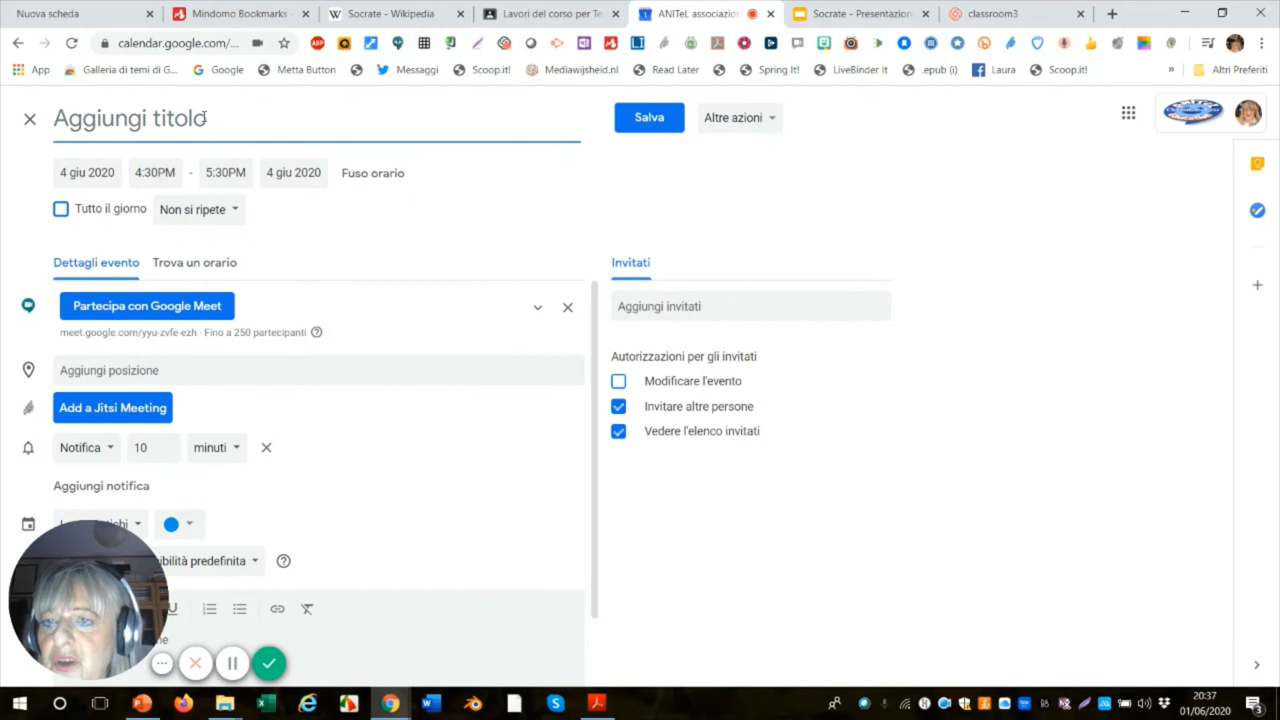 Nuova scheda
Mindomo Bookmarks -
Socrate - Wikipedia
Lavori del corso per Te
ANITeL associazion
Socrate - Presentazion
classroom3
calendar.google.com/...
App
Galleria di temi di G...
Google
Metta Button
Messaggi
Scoop.it!
Mediawijsheid.nl
Read Later
Spring It!
LiveBinder It
.epub (i)
Laura
Scoop.it!
»
Altri Preferiti
Aggiungi titolo
Salva
Altre azioni
4 giu 2020 4:30PM - 5:30PM 4 giu 2020 Fuso orario
Tutto il giorno Non si ripete
Dettagli evento Trova un orario
Invitati
Partecipa con Google Meet
meet.google.com/yyu-zvfe-ezh · Fino a 250 partecipanti
Aggiungi invitati
Aggiungi posizione
Autorizzazioni per gli invitati
Modificare l'evento
Add a Jitsi Meeting
Invitare altre persone
Vedere l'elenco invitati
Notifica 10 minuti
Aggiungi notifica
ibilità predefinita
20:37
01/06/2020